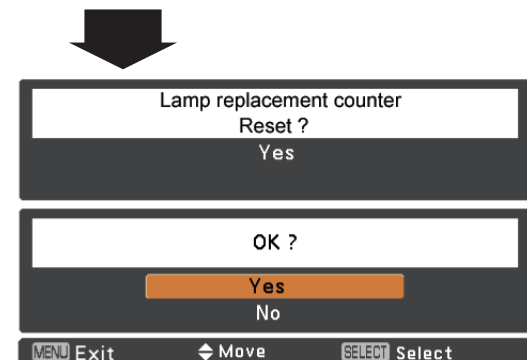 Lamp replacement counter
Reset ?
Yes
OK ?
Yes
No
MENU Exit Move SELECT Select